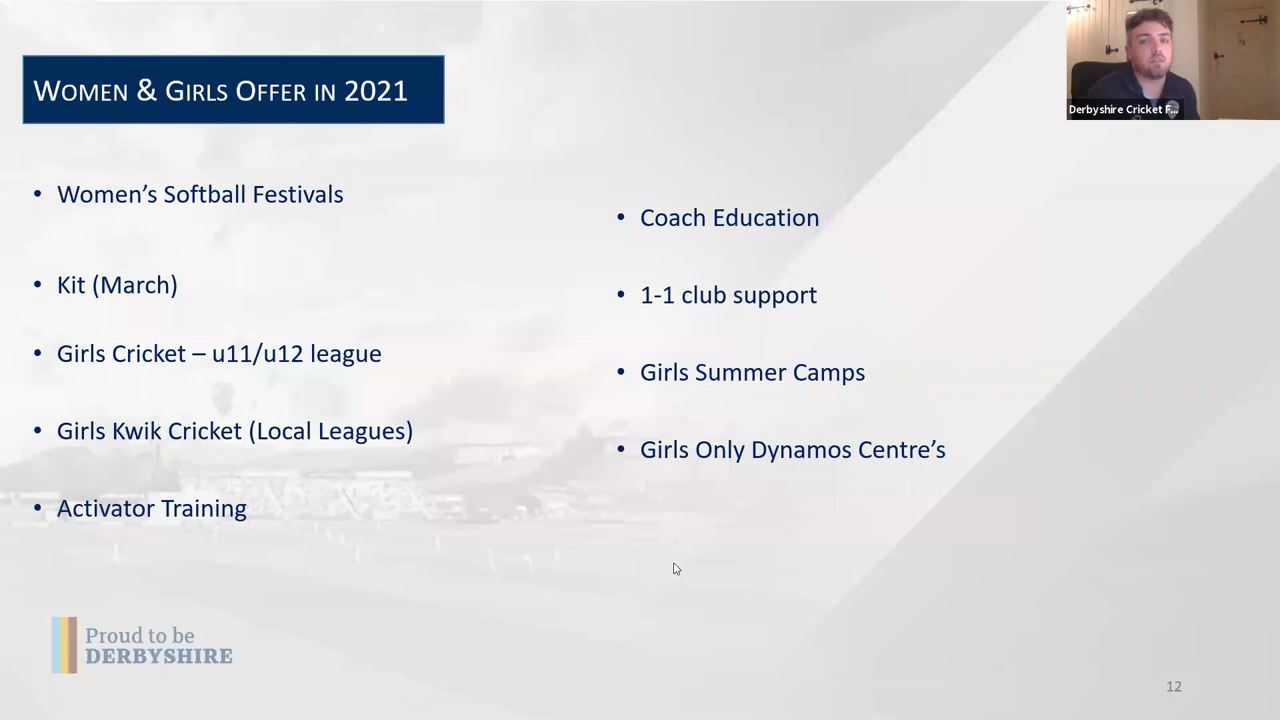 WOMEN & GIRLS OFFER IN 2021
Derbyshire Cricket F...
• Women’s Softball Festivals
• Kit (March)
• Girls Cricket – u11/u12 league
• Girls Kwik Cricket (Local Leagues)
• Activator Training
• Coach Education
• 1-1 club support
• Girls Summer Camps
• Girls Only Dynamos Centre’s
Proud to be
DERBYSHIRE
12